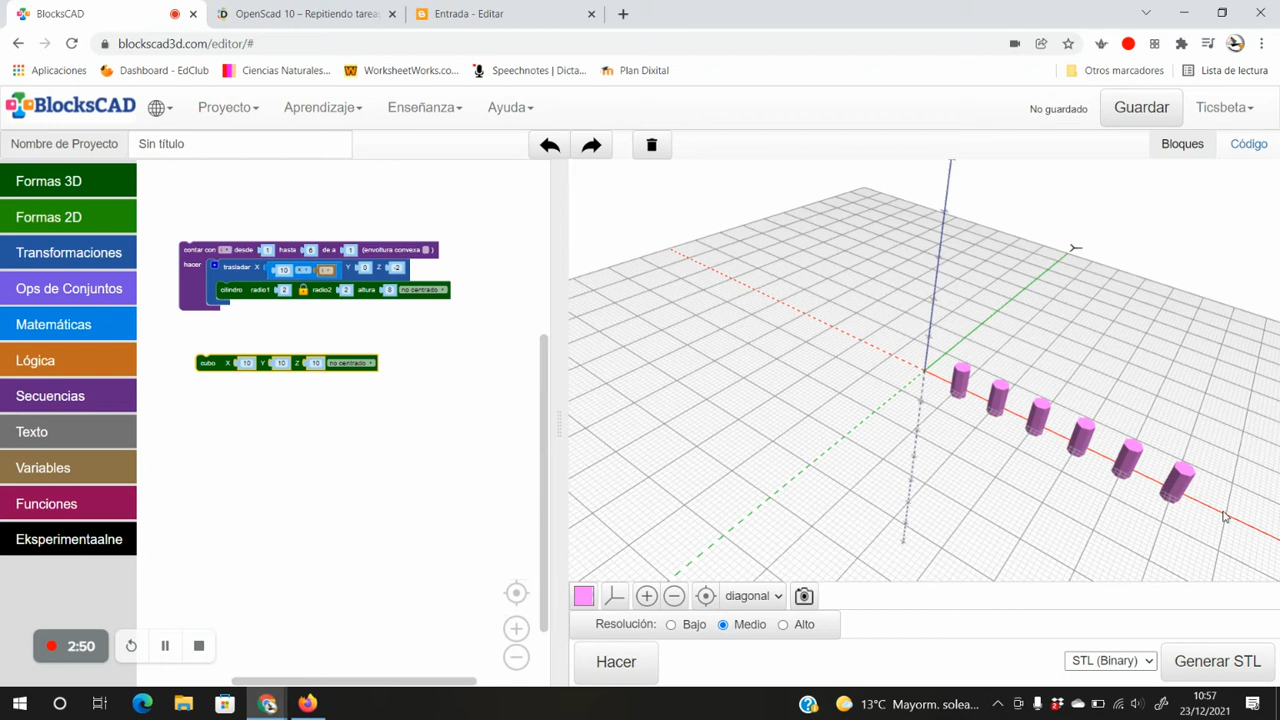 BlocksCAD
OpenScad 10 – Repitiendo tareas
Entrada - Editar
blockscad3d.com/editor/#
Aplicaciones
Dashboard - EdClub
Ciencias Naturales...
WorksheetWorks.co...
Speechnotes | Dicta...
Plan Dixital
Otros marcadores
Lista de lectura
BlocksCAD
Proyecto
Aprendizaje
Enseñanza
Ayuda
No guardado
Guardar
Ticsbeta
Nombre de Proyecto
Sin título
Bloques
Código
Formas 3D
Formas 2D
Transformaciones
Ops de Conjuntos
Matemáticas
Lógica
Secuencias
Texto
Variables
Funciones
Eksperimentaalne
contar con i desde 1 hasta 6 de a 1 (envoltura convexa )
hacer
trasladar X 10 x i Y 0 Z -2
cilindro radio1 2 radio2 2 altura 8 no centrado
cubo X 10 Y 10 Z 10 no centrado
diagonal
Resolución: Bajo Medio Alto
2:50
Hacer
STL (Binary)
Generar STL
13°C Mayorm. solea...
10:57
23/12/2021